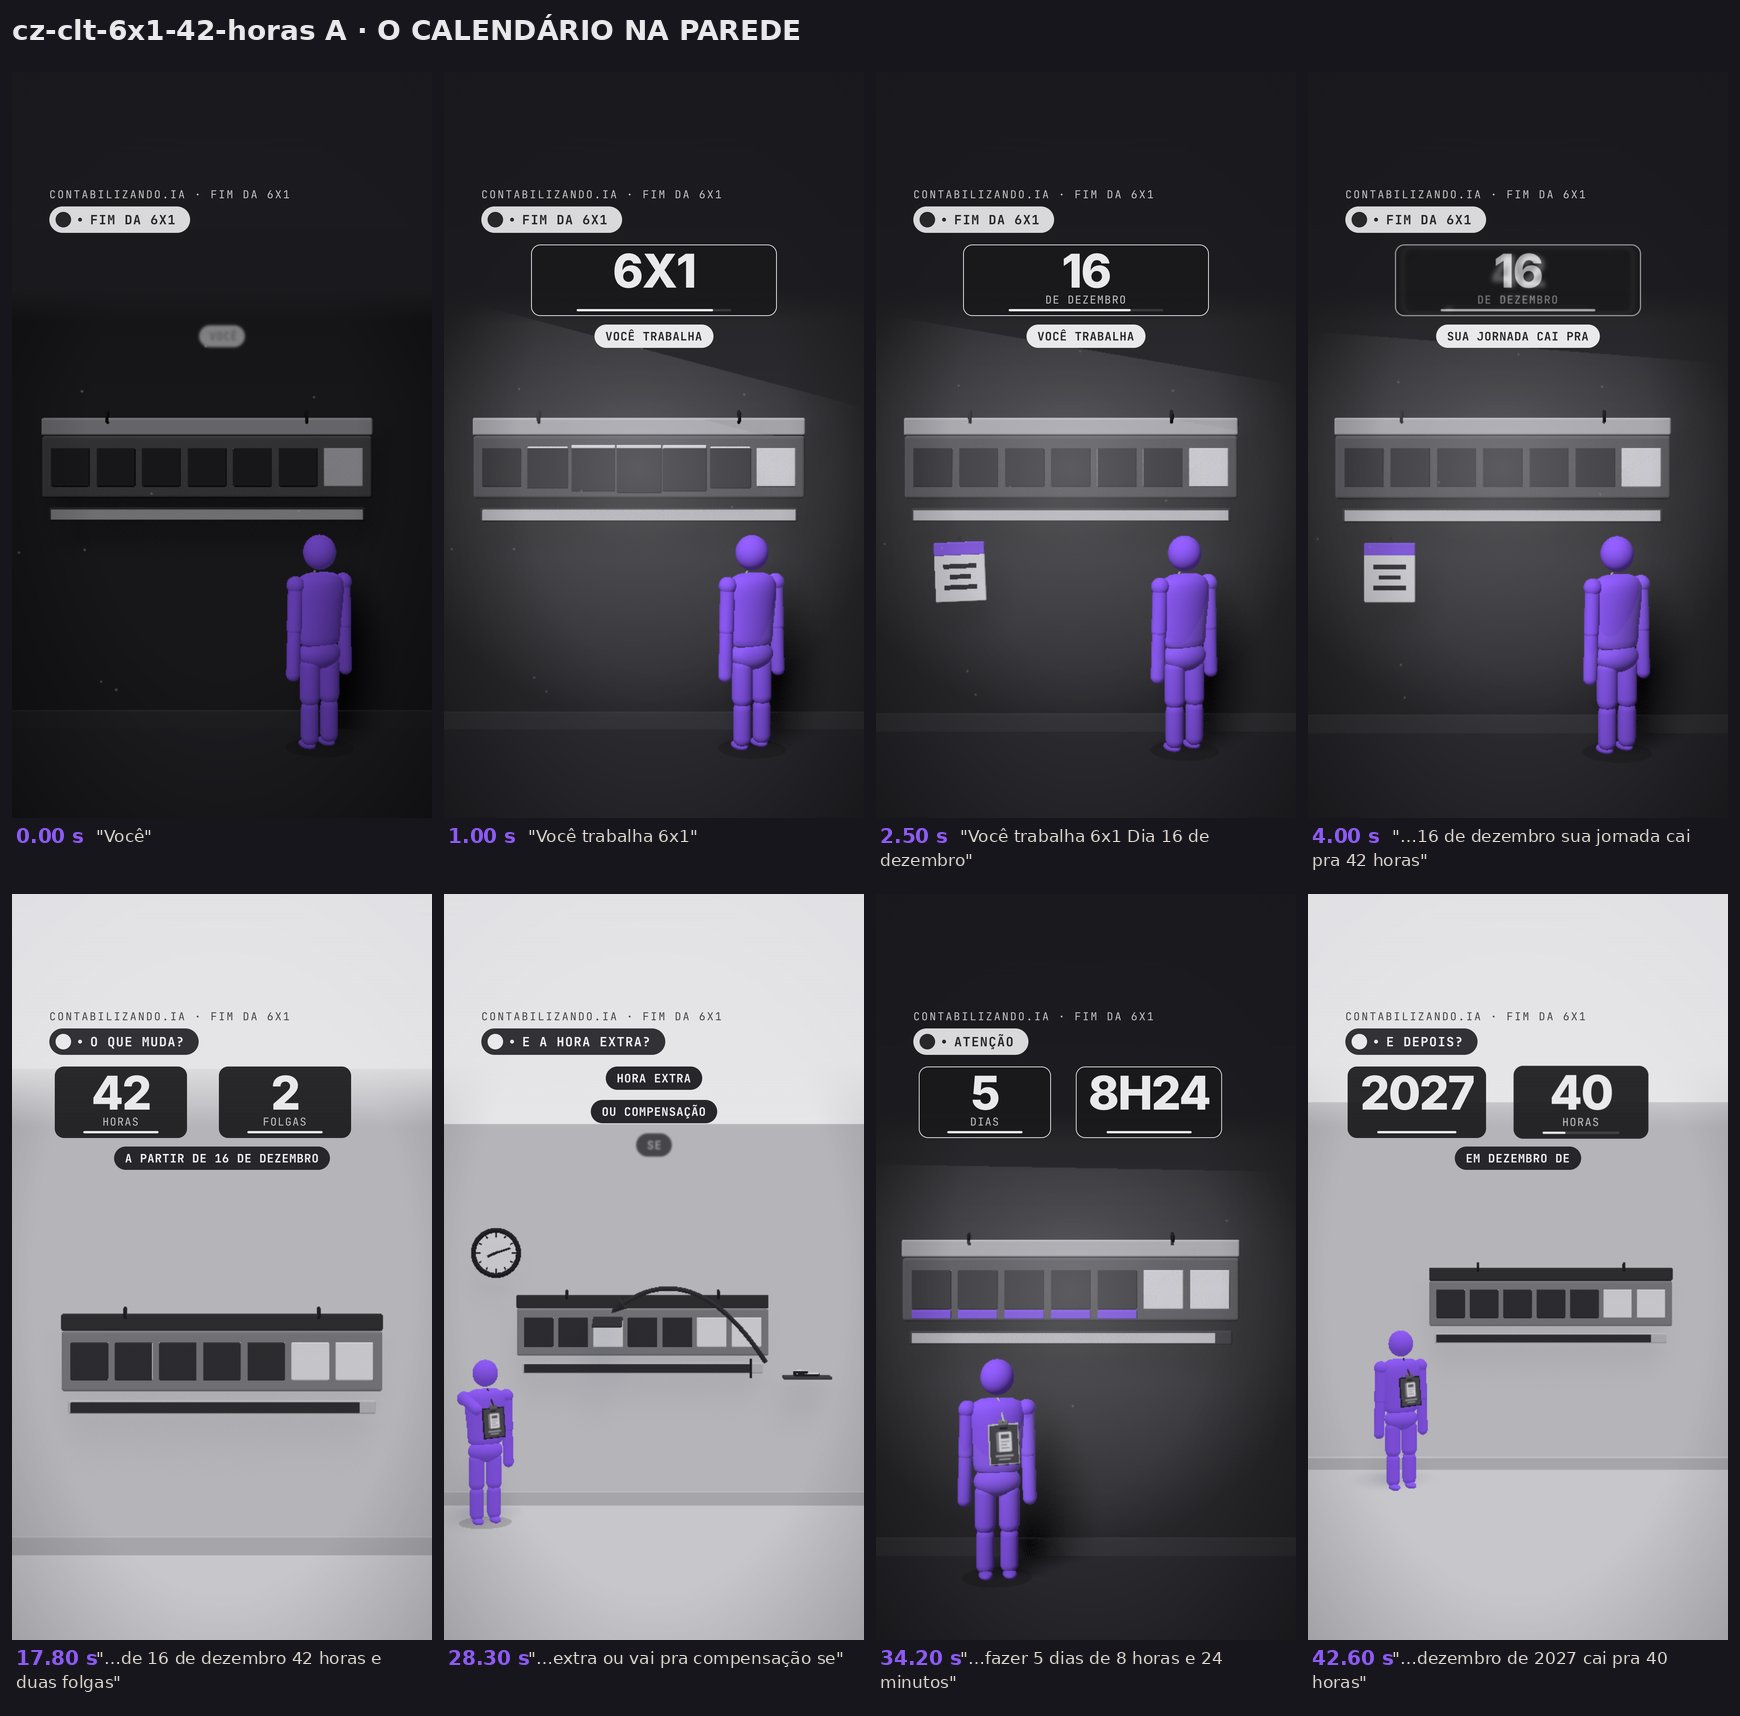 cz-clt-6x1-42-horas A · O CALENDÁRIO NA PAREDE
CONTABILIZANDO.IA · FIM DA 6X1
• FIM DA 6X1
VOCÊ
0.00 s "Você"
CONTABILIZANDO.IA · FIM DA 6X1
• FIM DA 6X1
6X1
VOCÊ TRABALHA
1.00 s "Você trabalha 6x1"
CONTABILIZANDO.IA · FIM DA 6X1
• FIM DA 6X1
16
DE DEZEMBRO
VOCÊ TRABALHA
2.50 s "Você trabalha 6x1 Dia 16 de
dezembro"
CONTABILIZANDO.IA · FIM DA 6X1
• FIM DA 6X1
16
DE DEZEMBRO
SUA JORNADA CAI PRA
4.00 s "...16 de dezembro sua jornada cai
pra 42 horas"
CONTABILIZANDO.IA · FIM DA 6X1
• O QUE MUDA?
42 2
HORAS FOLGAS
A PARTIR DE 16 DE DEZEMBRO
17.80 s "...de 16 de dezembro 42 horas e
duas folgas"
CONTABILIZANDO.IA · FIM DA 6X1
• E A HORA EXTRA?
HORA EXTRA
OU COMPENSAÇÃO
SE
28.30 s "...extra ou vai pra compensação se"
CONTABILIZANDO.IA · FIM DA 6X1
• ATENÇÃO
5 8H24
DIAS
34.20 s "...fazer 5 dias de 8 horas e 24
minutos"
CONTABILIZANDO.IA · FIM DA 6X1
• E DEPOIS?
2027 40
HORAS
EM DEZEMBRO DE
42.60 s "...dezembro de 2027 cai pra 40
horas"